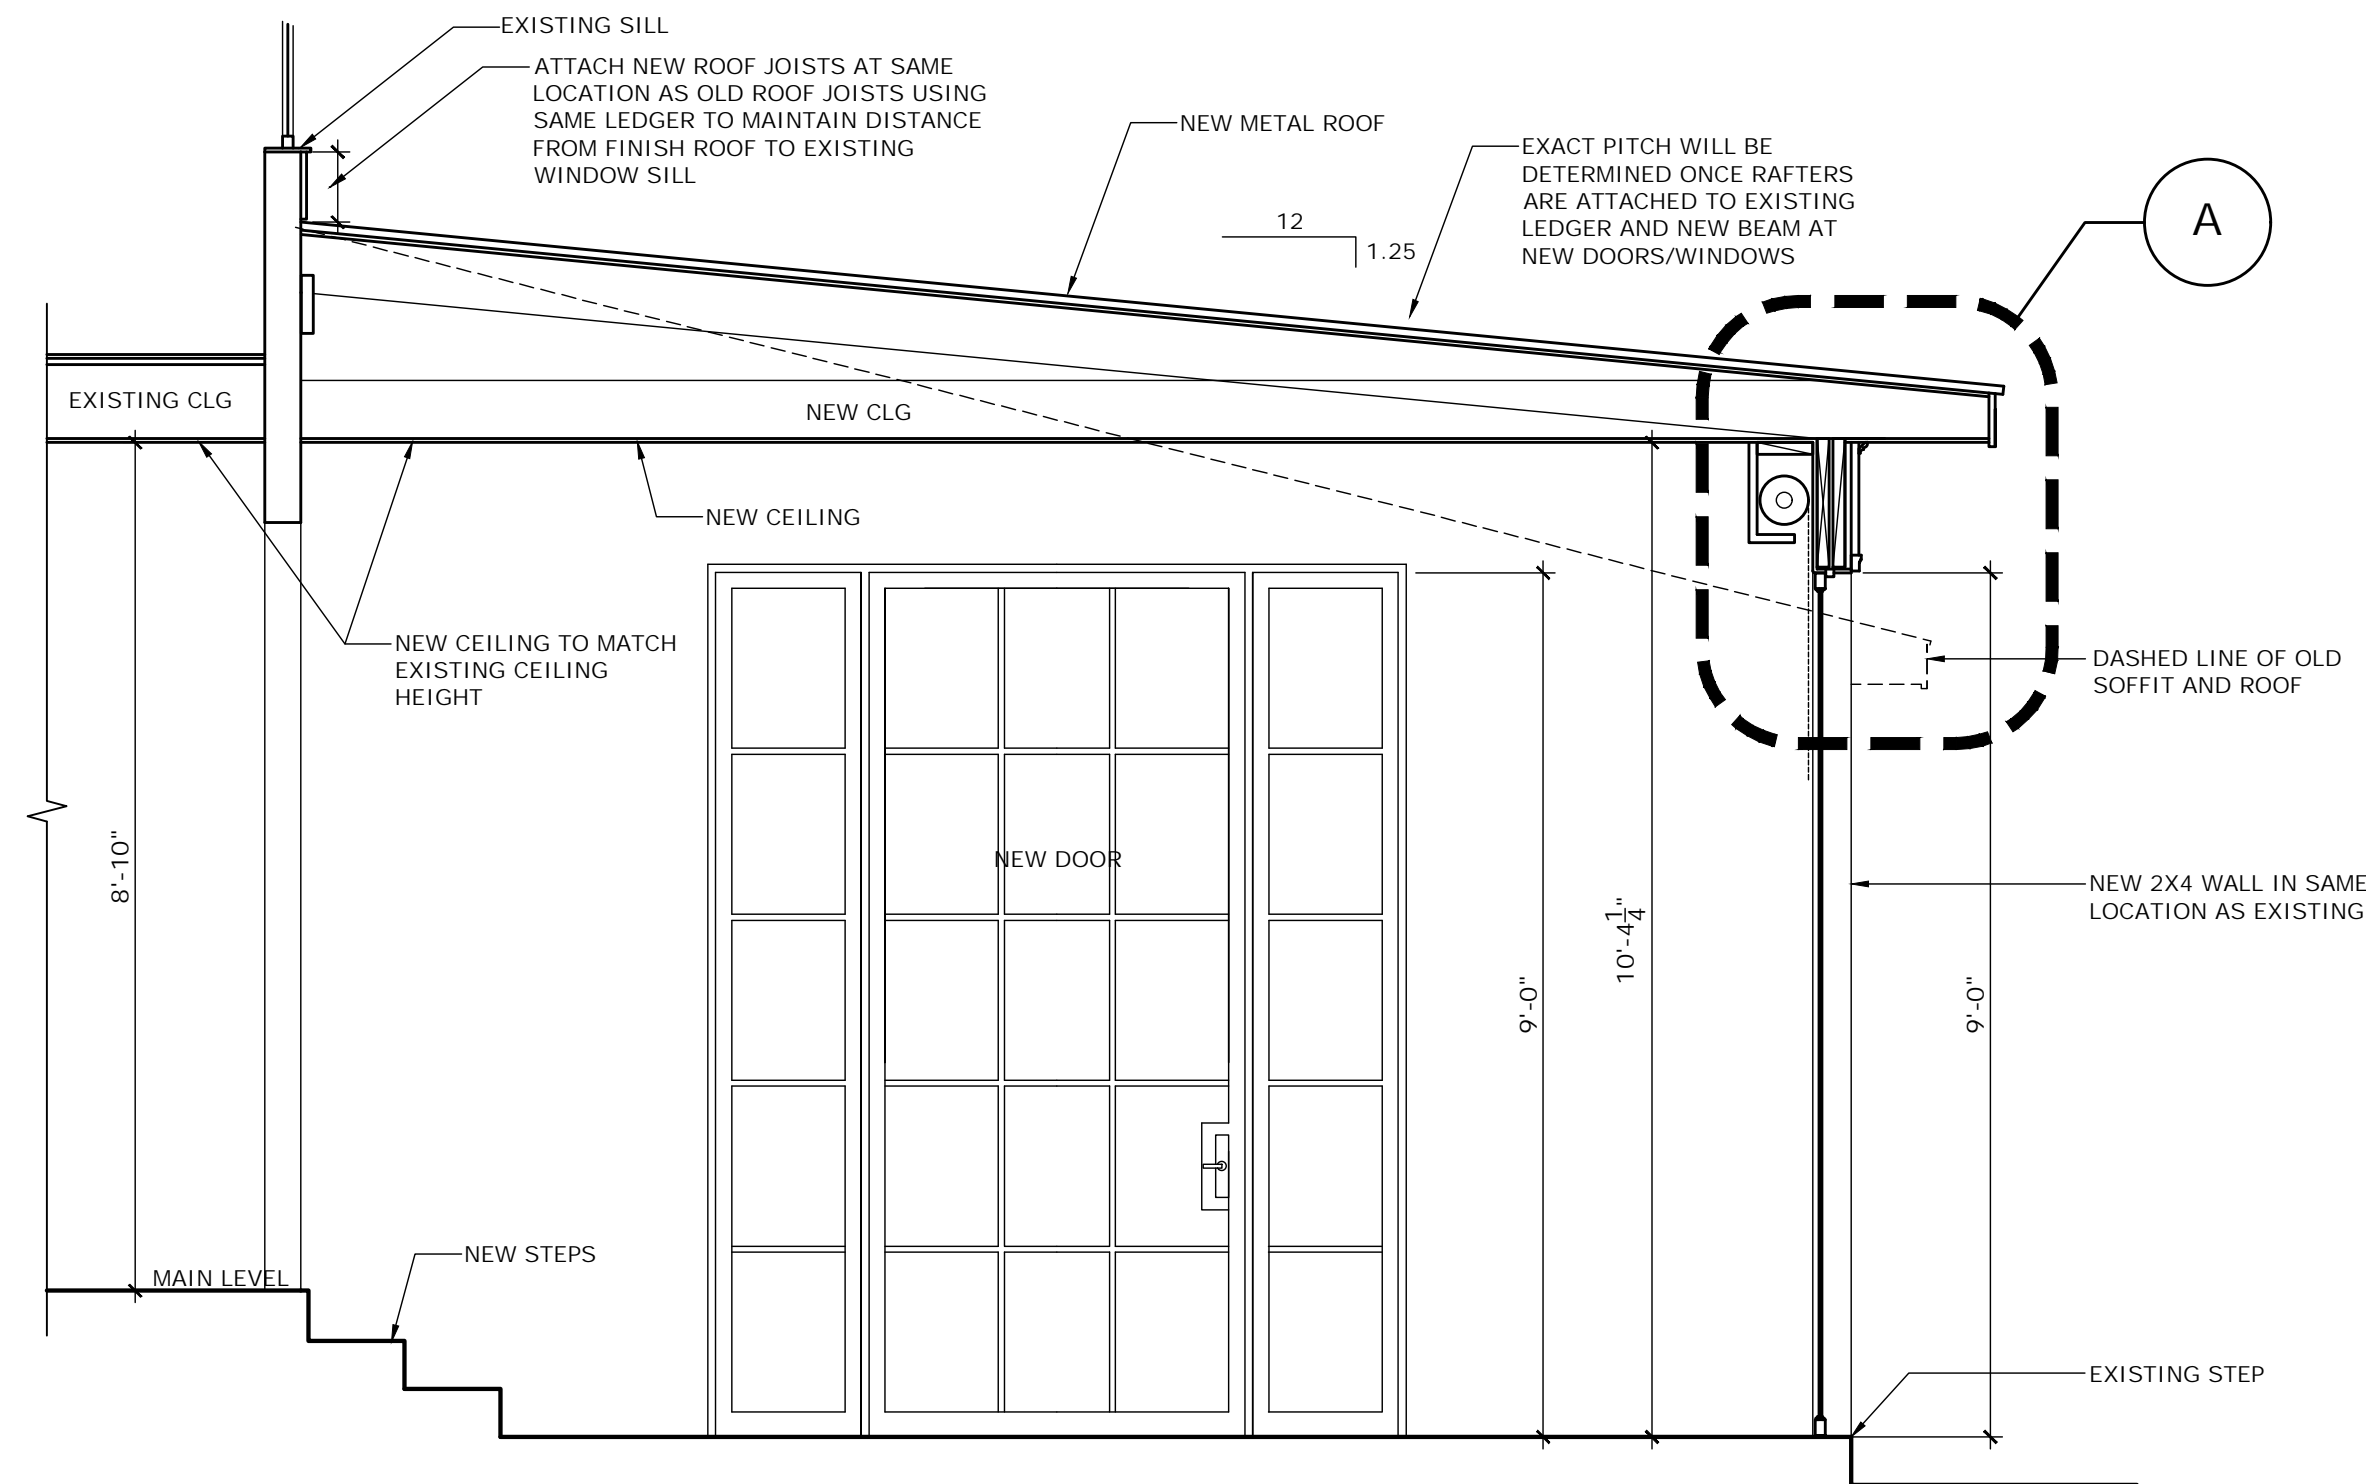 EXISTING SILL
ATTACH NEW ROOF JOISTS AT SAME
LOCATION AS OLD ROOF JOISTS USING
SAME LEDGER TO MAINTAIN DISTANCE
FROM FINISH ROOF TO EXISTING
WINDOW SILL
NEW METAL ROOF
EXACT PITCH WILL BE
DETERMINED ONCE RAFTERS
ARE ATTACHED TO EXISTING
LEDGER AND NEW BEAM AT
NEW DOORS/WINDOWS
12
1.25
A
EXISTING CLG
NEW CLG
NEW CEILING
NEW CEILING TO MATCH
EXISTING CEILING
HEIGHT
DASHED LINE OF OLD
SOFFIT AND ROOF
8'-10"
NEW DOOR
9'-0"
10'-4 1/4"
9'-0"
NEW 2X4 WALL IN SAME
LOCATION AS EXISTING
NEW STEPS
MAIN LEVEL
EXISTING STEP